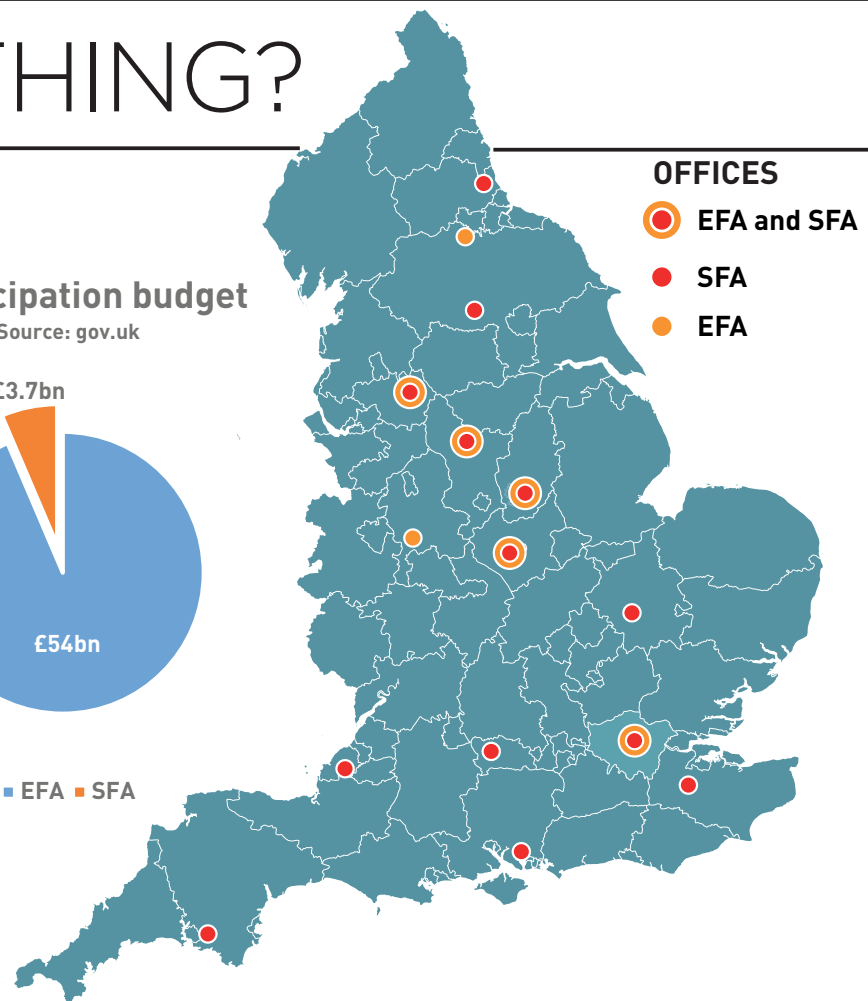 THING?
OFFICES
EFA and SFA
SFA
EFA
cipation budget
Source: gov.uk
£3.7bn
£54bn
EFA SFA